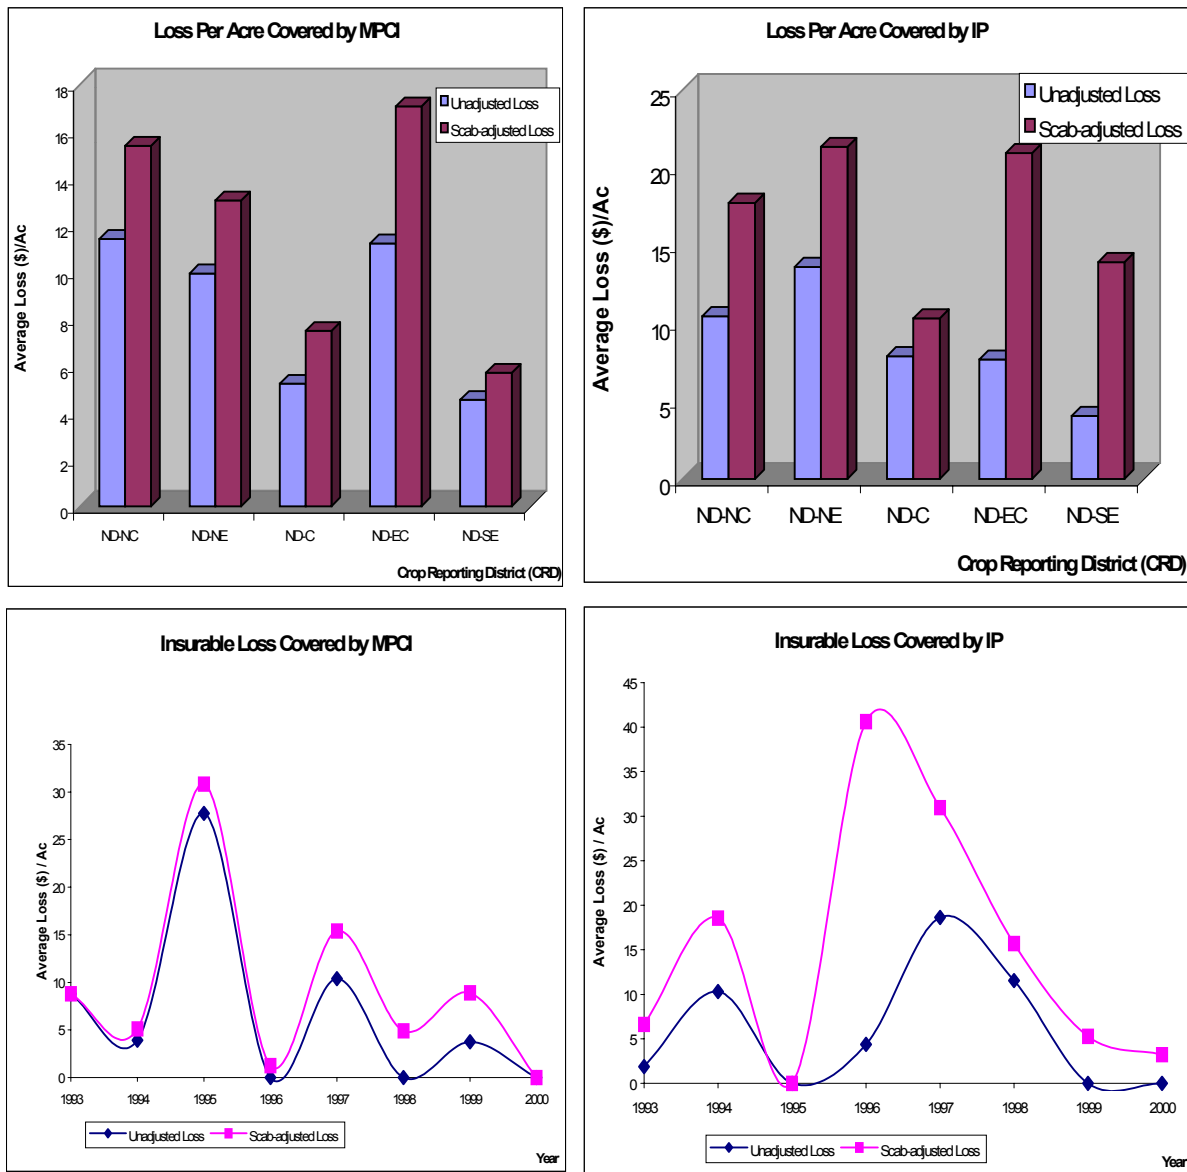 Loss Per Acre Covered by MPCI
Average Loss ($)/Ac
18
16
14
12
10
8
6
4
2
0
Unadjusted Loss
Scab-adjusted Loss
ND-NC ND-NE ND-C ND-EC ND-SE
Crop Reporting District (CRD)
Loss Per Acre Covered by IP
Average Loss ($)/Ac
25
20
15
10
5
0
Unadjusted Loss
Scab-adjusted Loss
ND-NC ND-NE ND-C ND-EC ND-SE
Crop Reporting District (CRD)
Insurable Loss Covered by MPCI
Average Loss ($) / Ac
35
30
25
20
15
10
5
0
1993 1994 1995 1996 1997 1998 1999 2000
Unadjusted Loss Scab-adjusted Loss
Year
Insurable Loss Covered by IP
Average Loss ($) / Ac
45
40
35
30
25
20
15
10
5
0
1993 1994 1995 1996 1997 1998 1999 2000
Unadjusted Loss Scab-adjusted Loss
Year